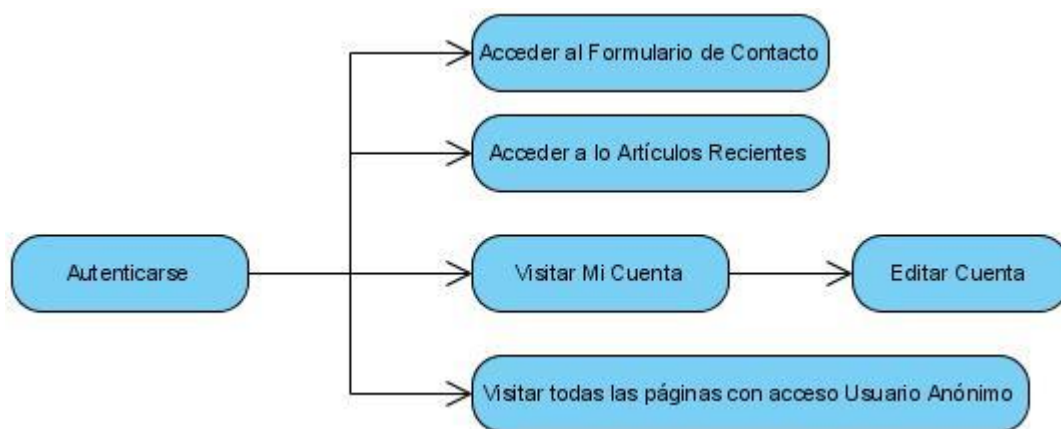 Acceder al Formulario de Contacto
Acceder a lo Artículos Recientes
Autenticarse
Visitar Mi Cuenta
Editar Cuenta
Visitar todas las páginas con acceso Usuario Anónimo